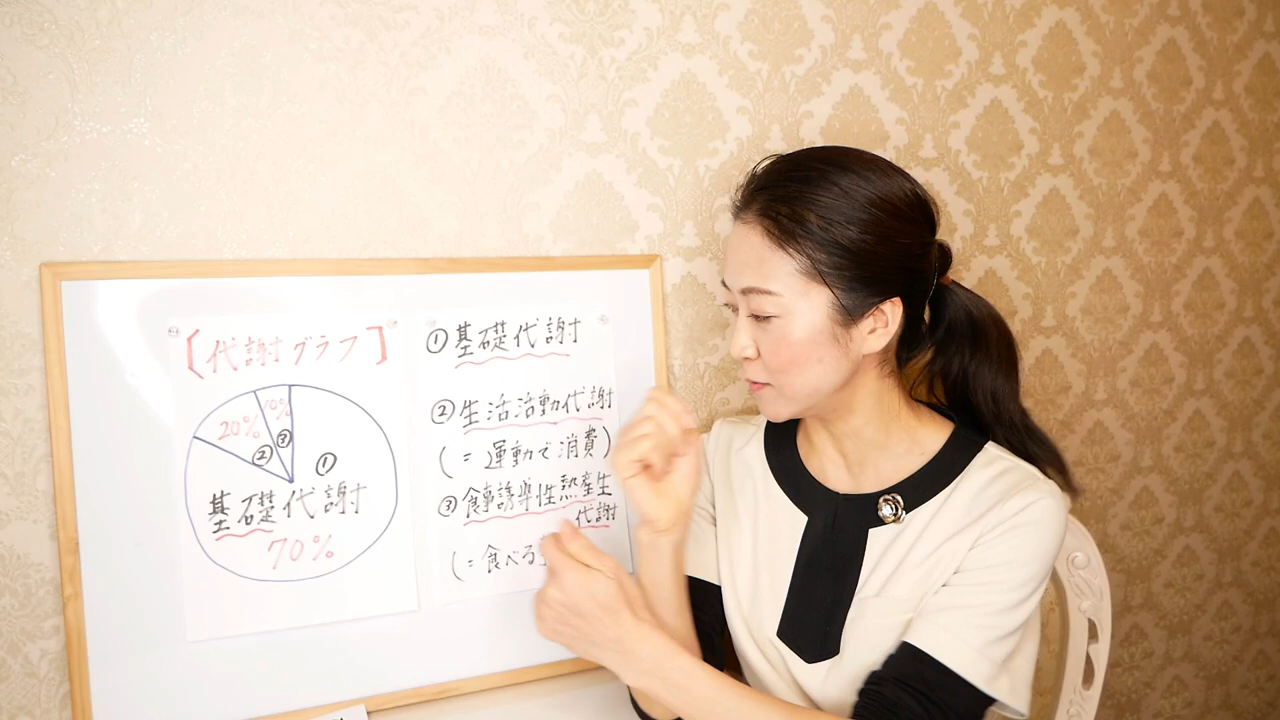 【代謝グラフ】
10%
20%
③
②
①
基礎代謝
70%
①基礎代謝
②生活活動代謝
(=運動で消費)
③食事誘導性熱産生
代謝
(=食べる